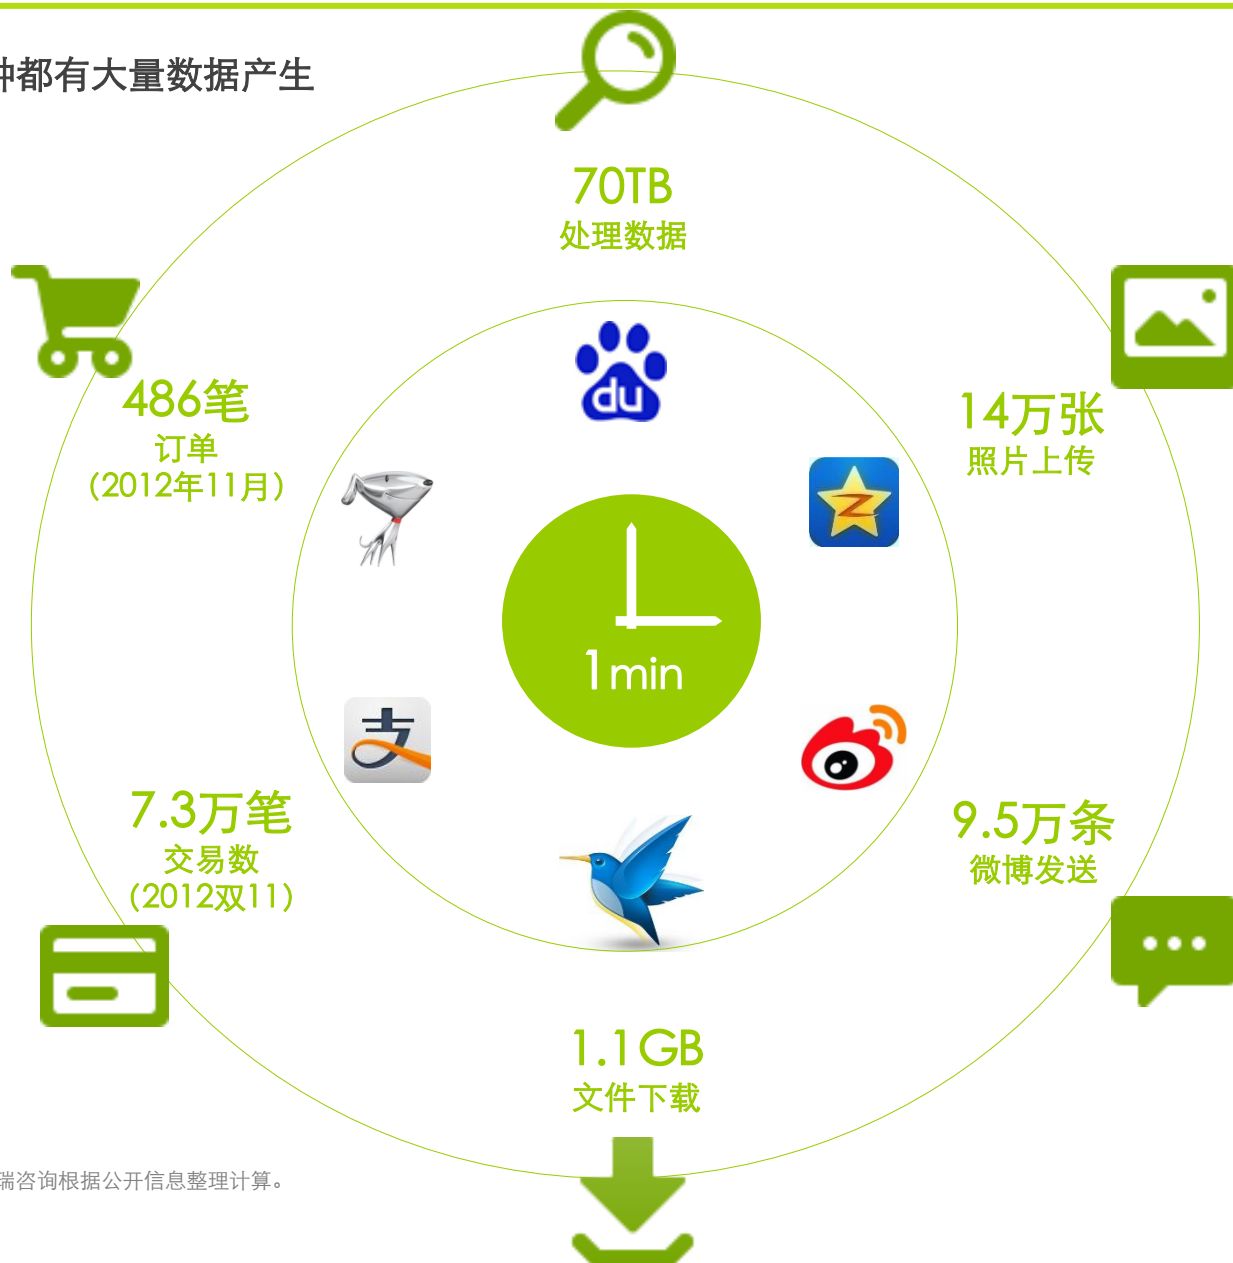 钟都有大量数据产生
70TB
处理数据
du
486笔
订单
(2012年11月)
14万张
照片上传
Z
1min
支
7.3万笔
交易数
(2012双11)
9.5万条
微博发送
1.1GB
文件下载
瑞咨询根据公开信息整理计算。